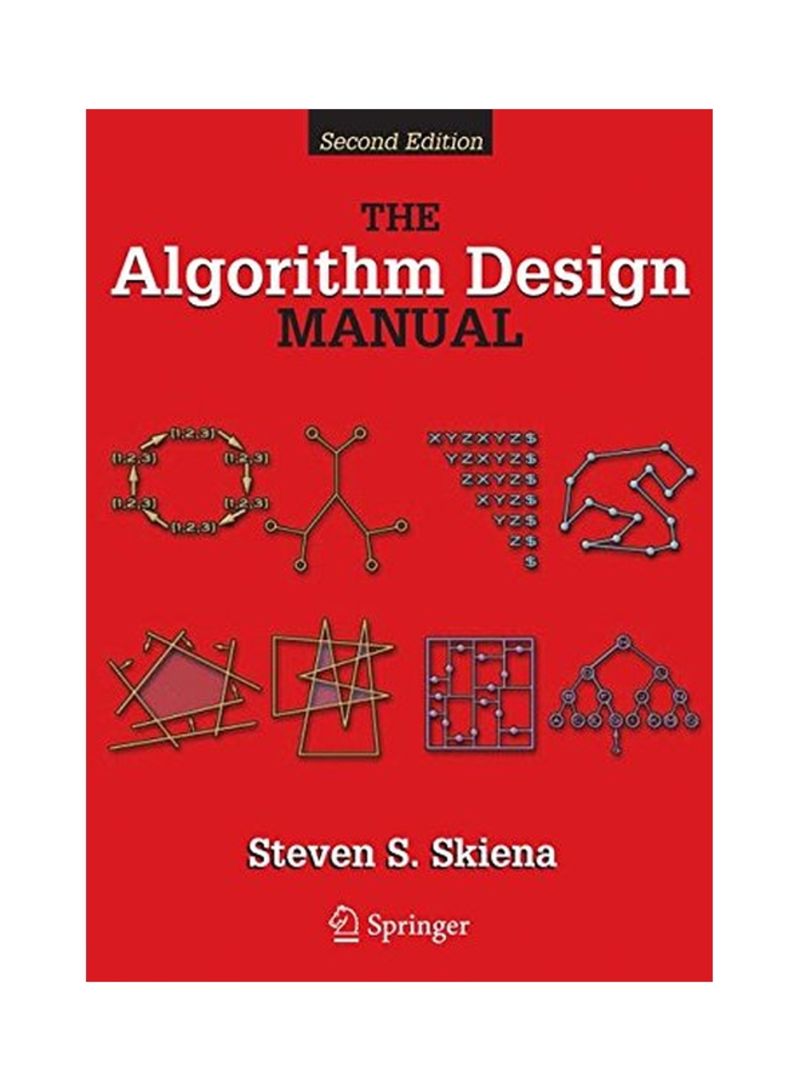 Second Edition
THE
Algorithm Design
MANUAL
{1,2,3}
{1,2,3} {1,2,3}
{1,2,3} {1,2,3}
{1,2,3}
XYZXYZ$
YZXYZ$
ZXYZ$
XYZ$
YZ$
Z$
$
Steven S. Skiena
Springer